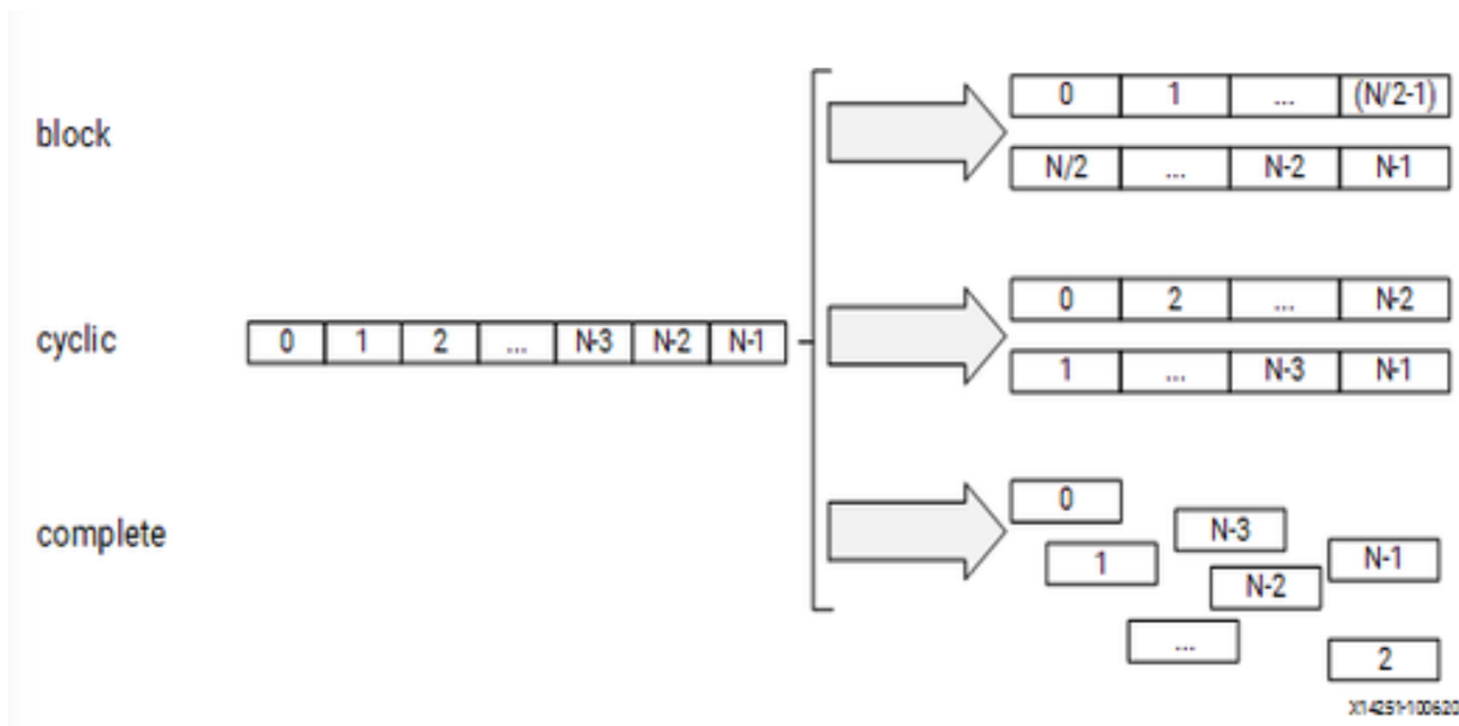 block
0 1 ... (N/2-1)
N/2 ... N-2 N-1
cyclic
0 1 2 ... N-3 N-2 N-1
0 2 ... N-2
1 ... N-3 N-1
complete
0
N-3
1
N-1
N-2
...
2
X14251-100620